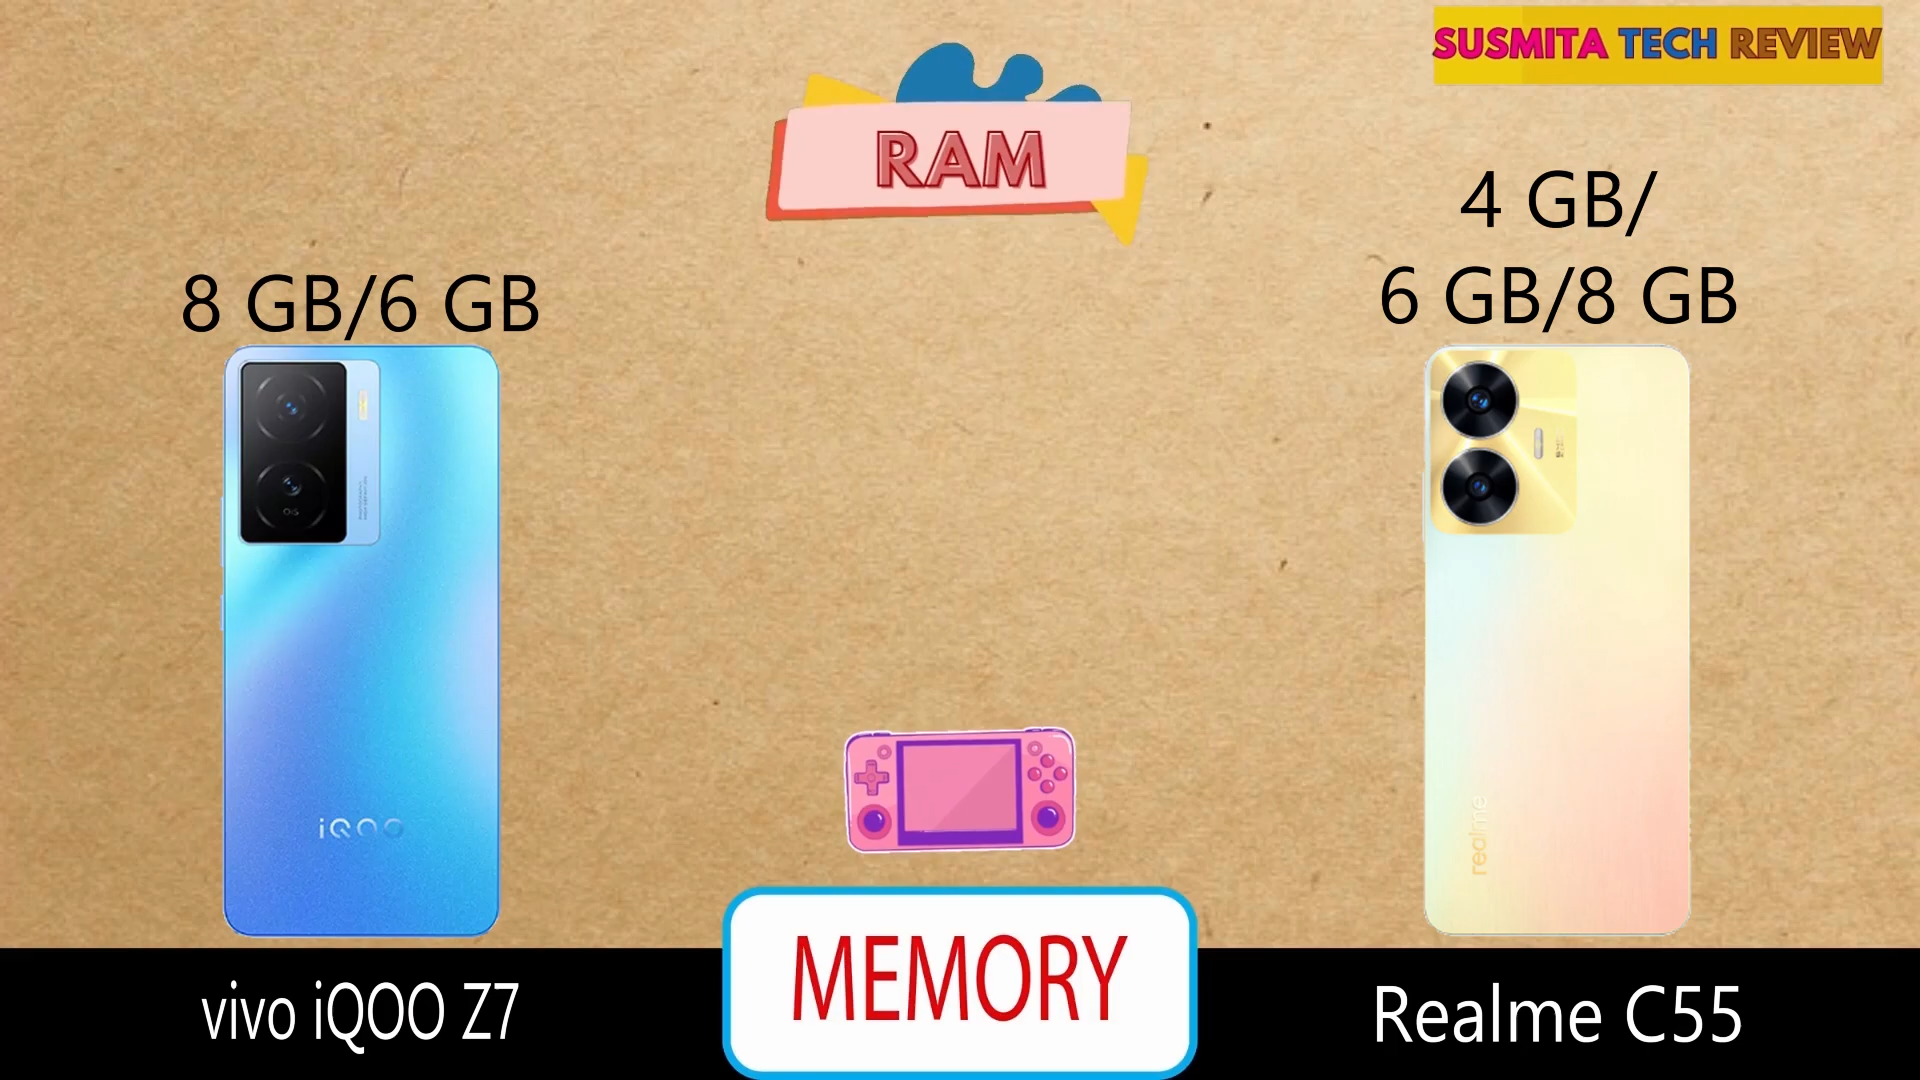 SUSMITA TECH REVIEW
RAM
8 GB/6 GB
4 GB/
6 GB/8 GB
iQOO
realme
MEMORY
vivo iQOO Z7
Realme C55